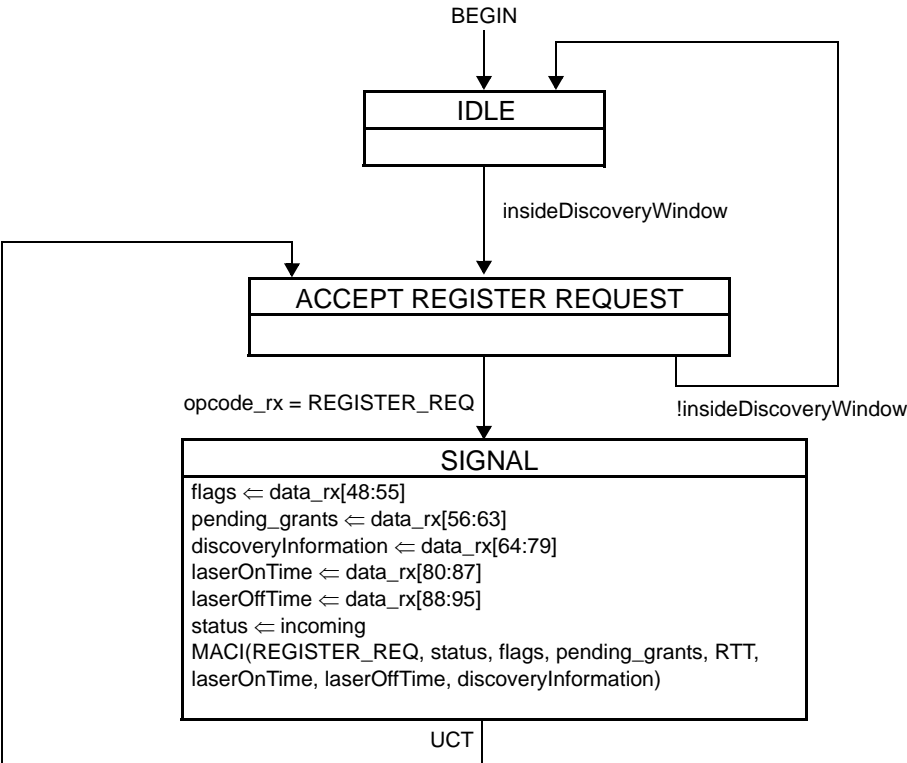 BEGIN
IDLE
insideDiscoveryWindow
ACCEPT REGISTER REQUEST
opcode_rx = REGISTER_REQ
!insideDiscoveryWindow
SIGNAL
flags ⇐ data_rx[48:55]
pending_grants ⇐ data_rx[56:63]
discoveryInformation ⇐ data_rx[64:79]
laserOnTime ⇐ data_rx[80:87]
laserOffTime ⇐ data_rx[88:95]
status ⇐ incoming
MACI(REGISTER_REQ, status, flags, pending_grants, RTT,
laserOnTime, laserOffTime, discoveryInformation)
UCT